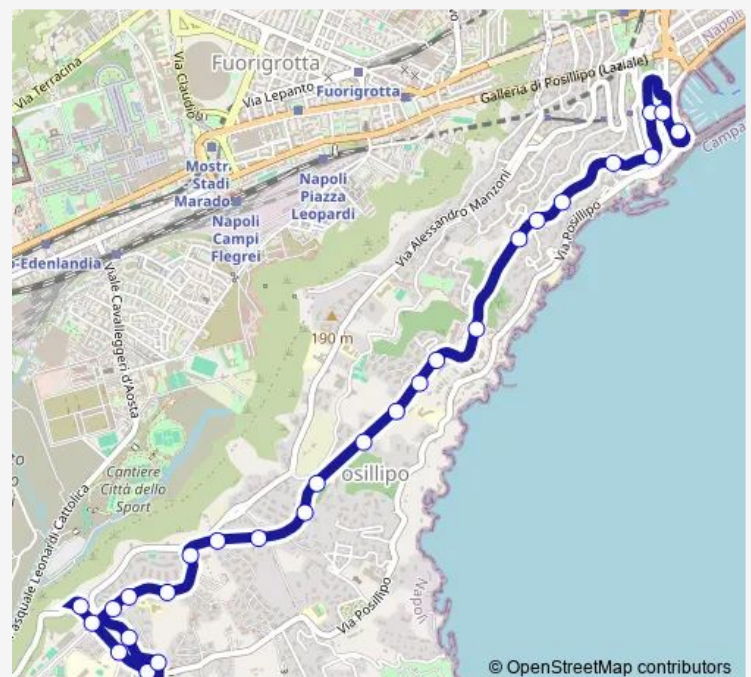 Via Terracina
Via Claudio
Fuorigrotta
Via Lepanto
Fuorigrotta
Galleria di Posillipo (Laziale)
Napoli
Campa
Mostr
Stadi
Marado
Napoli
Piazza
Leopardi
Napoli
Campi
Flegrei
-Edenlandia
Viale Cavalleggeri d'Aosta
Via Alessandro Manzoni
Via Posillipo
190 m
Cantiere
Città dello
Sport
osillipo
Pasquale Leonardi Cattolica
Via Posillipo
Napoli
© OpenStreetMap contributors